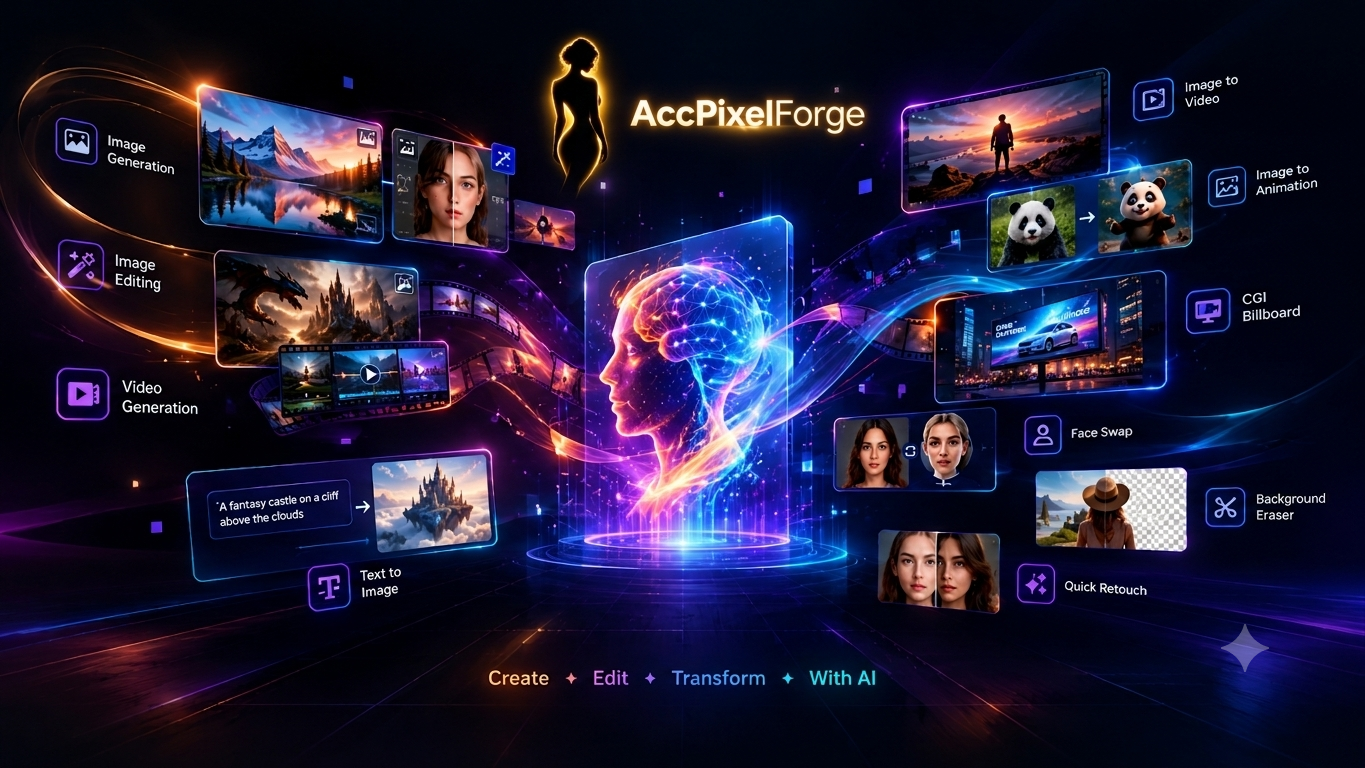 AccPixelForge
Image
Generation
Image
Editing
Video
Generation
"A fantasy castle on a cliff
above the clouds
Text to
Image
Image to
Video
Image to
Animation
CGI
Billboard
Face Swap
Background
Eraser
Quick Retouch
Create ✦ Edit ✦ Transform ✦ With AI